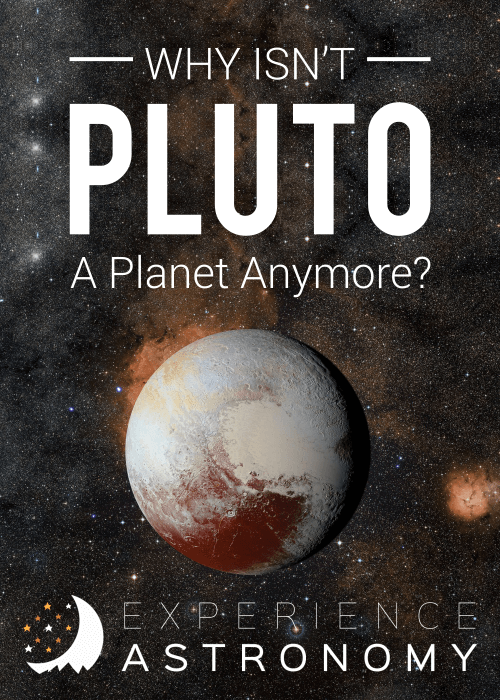 WHY ISN'T
PLUTO
A Planet Anymore?
EXPERIENCE
ASTRONOMY